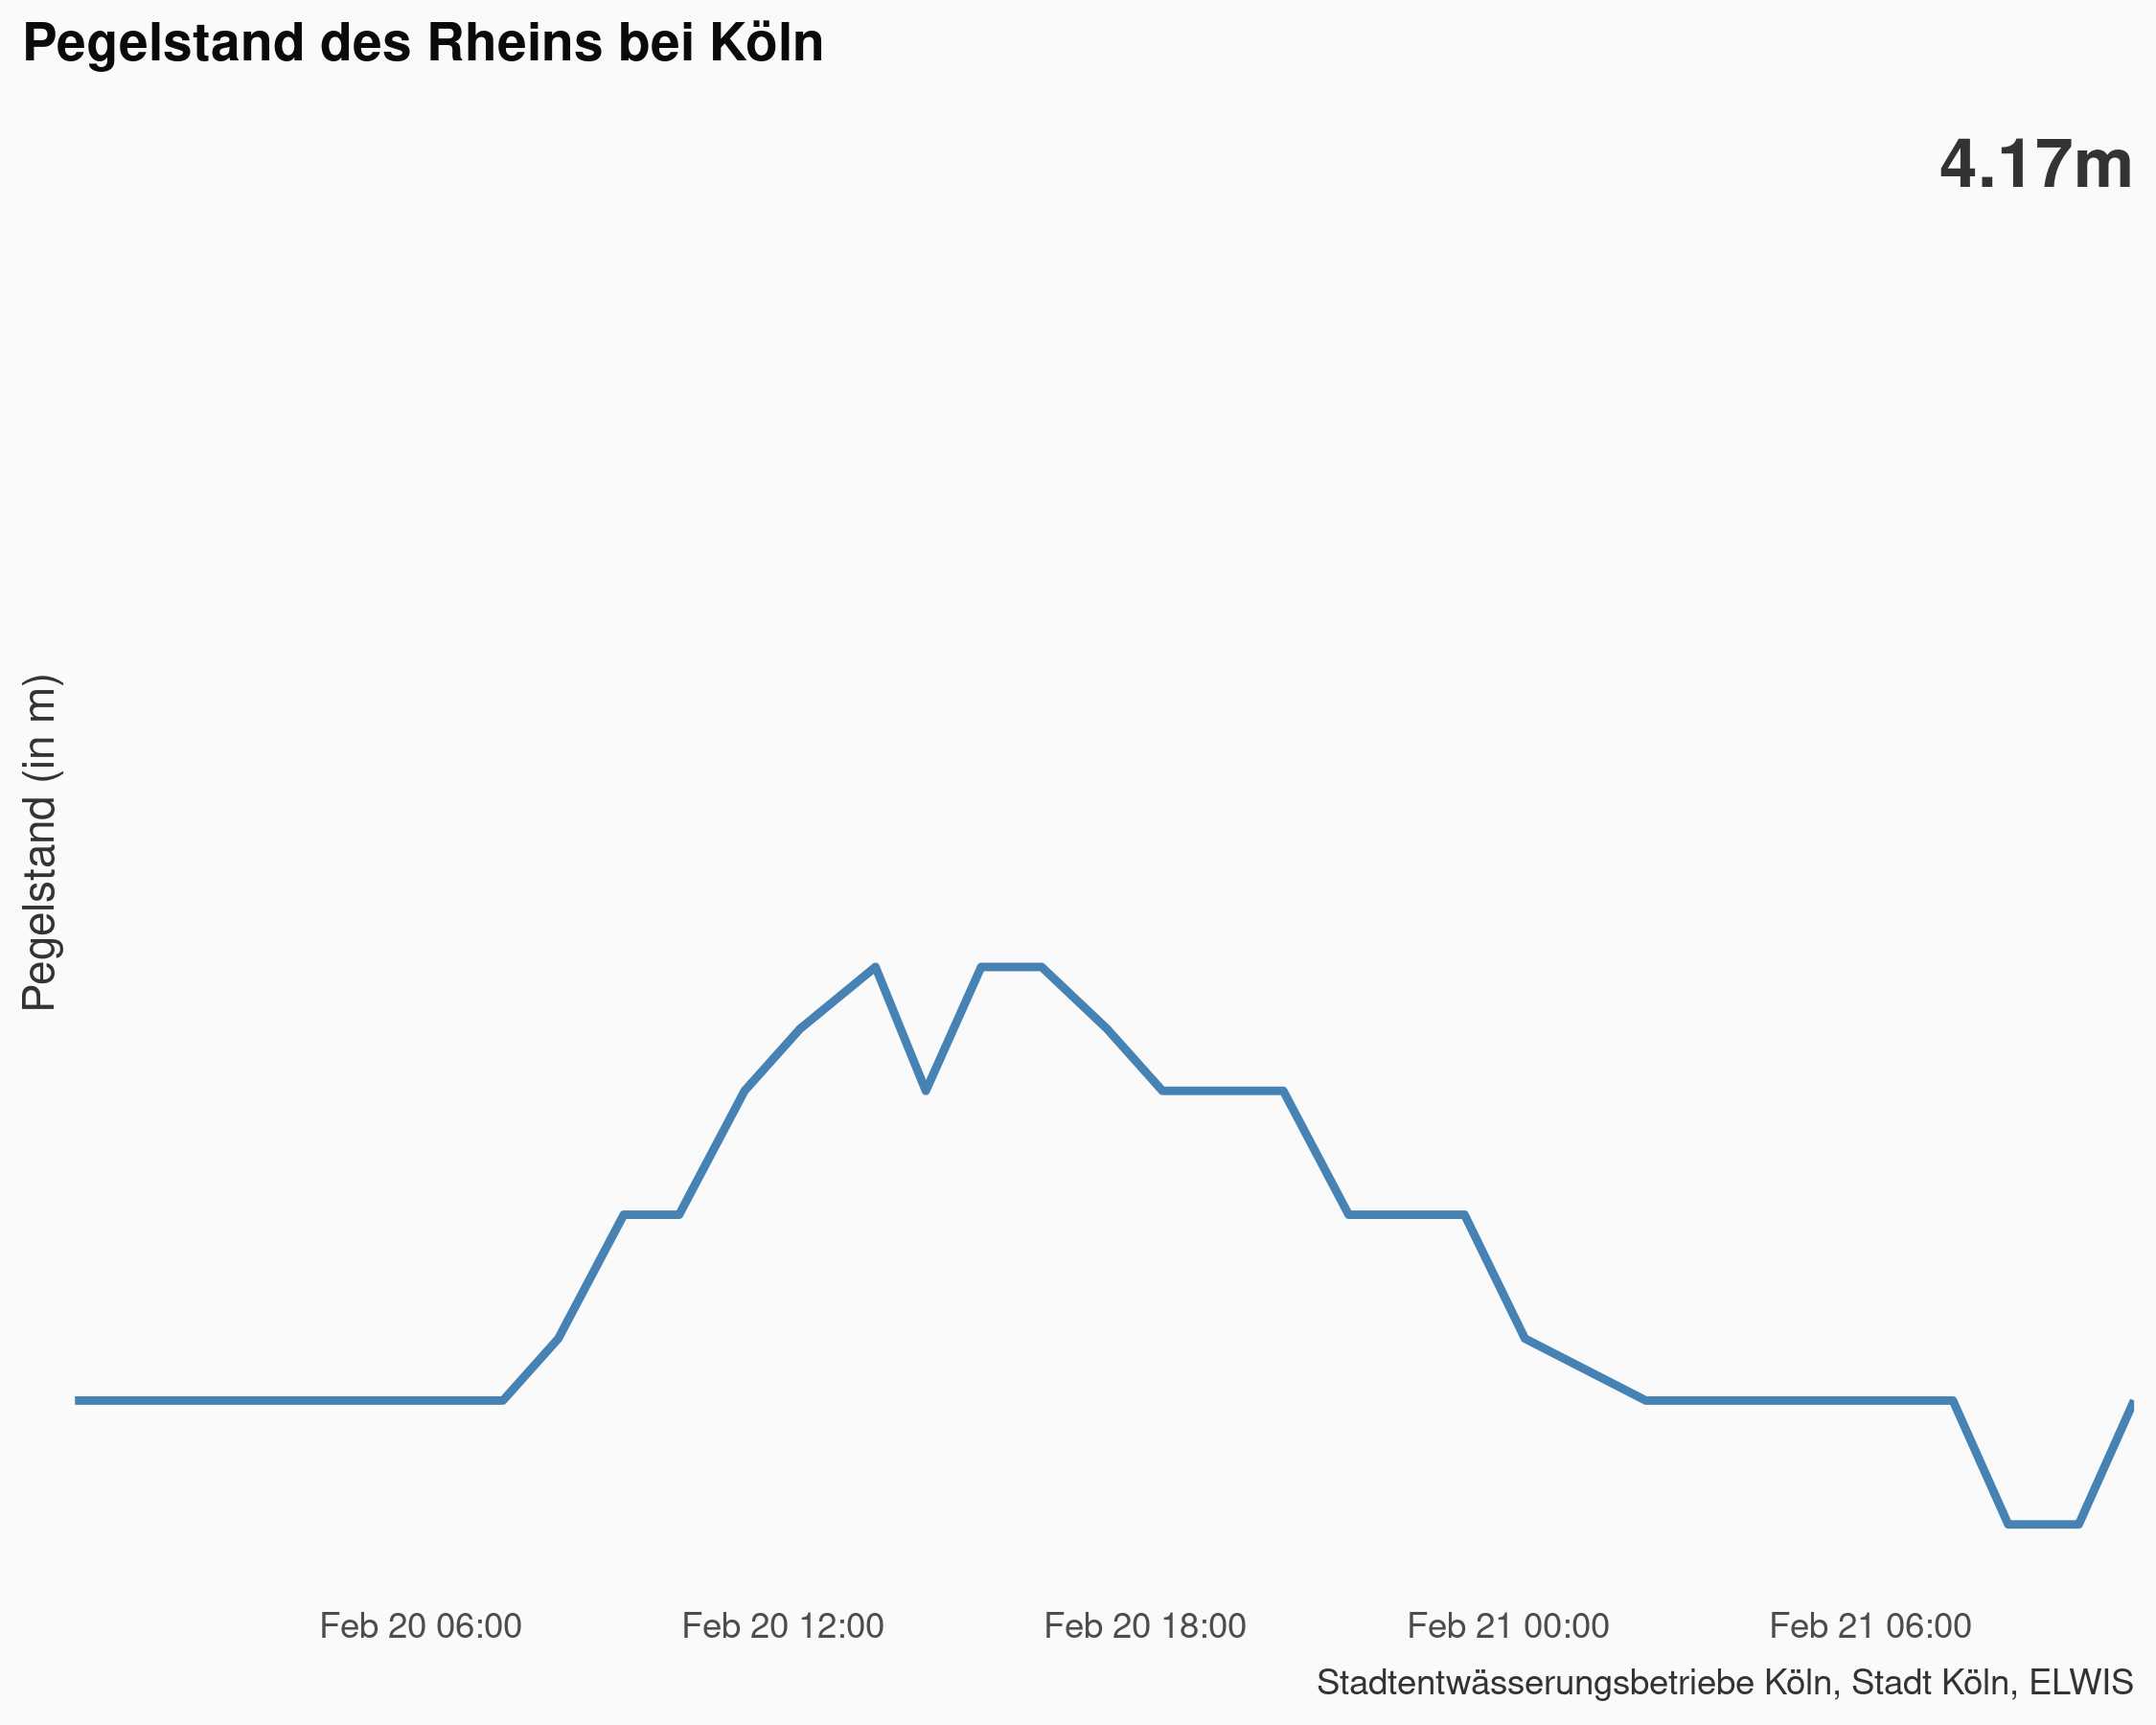 Pegelstand des Rheins bei Köln
4.17m
Pegelstand (in m)
Feb 20 06:00 Feb 20 12:00 Feb 20 18:00 Feb 21 00:00 Feb 21 06:00
Stadtentwässerungsbetriebe Köln, Stadt Köln, ELWIS